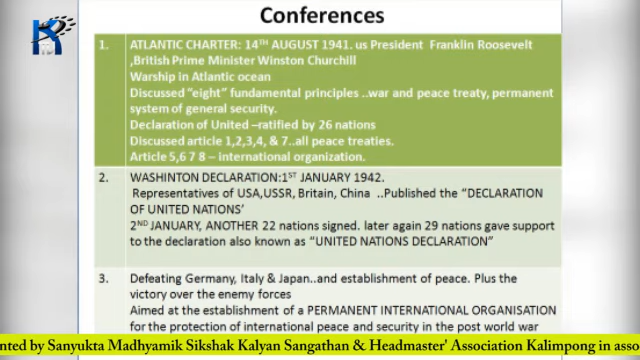 Conferences
1. ATLANTIC CHARTER: 14TH AUGUST 1941. us President Franklin Roosevelt
,British Prime Minister Winston Churchill
Warship in Atlantic ocean
Discussed “eight” fundamental principles ..war and peace treaty, permanent
system of general security.
Declaration of United –ratified by 26 nations
Discussed article 1,2,3,4, & 7..all peace treaties.
Article 5,6 7 8 – international organization.
2. WASHINTON DECLARATION:1ST JANUARY 1942.
Representatives of USA,USSR, Britain, China ..Published the “DECLARATION
OF UNITED NATIONS’
2ND JANUARY, ANOTHER 22 nations signed. later again 29 nations gave support
to the declaration also known as “UNITED NATIONS DECLARATION”
3. Defeating Germany, Italy & Japan..and establishment of peace. Plus the
victory over the enemy forces
Aimed at the establishment of a PERMANENT INTERNATIONAL ORGANISATION
for the protection of international peace and security in the post world war
nted by Sanyukta Madhyamik Sikshak Kalyan Sangathan & Headmaster' Association Kalimpong in asso